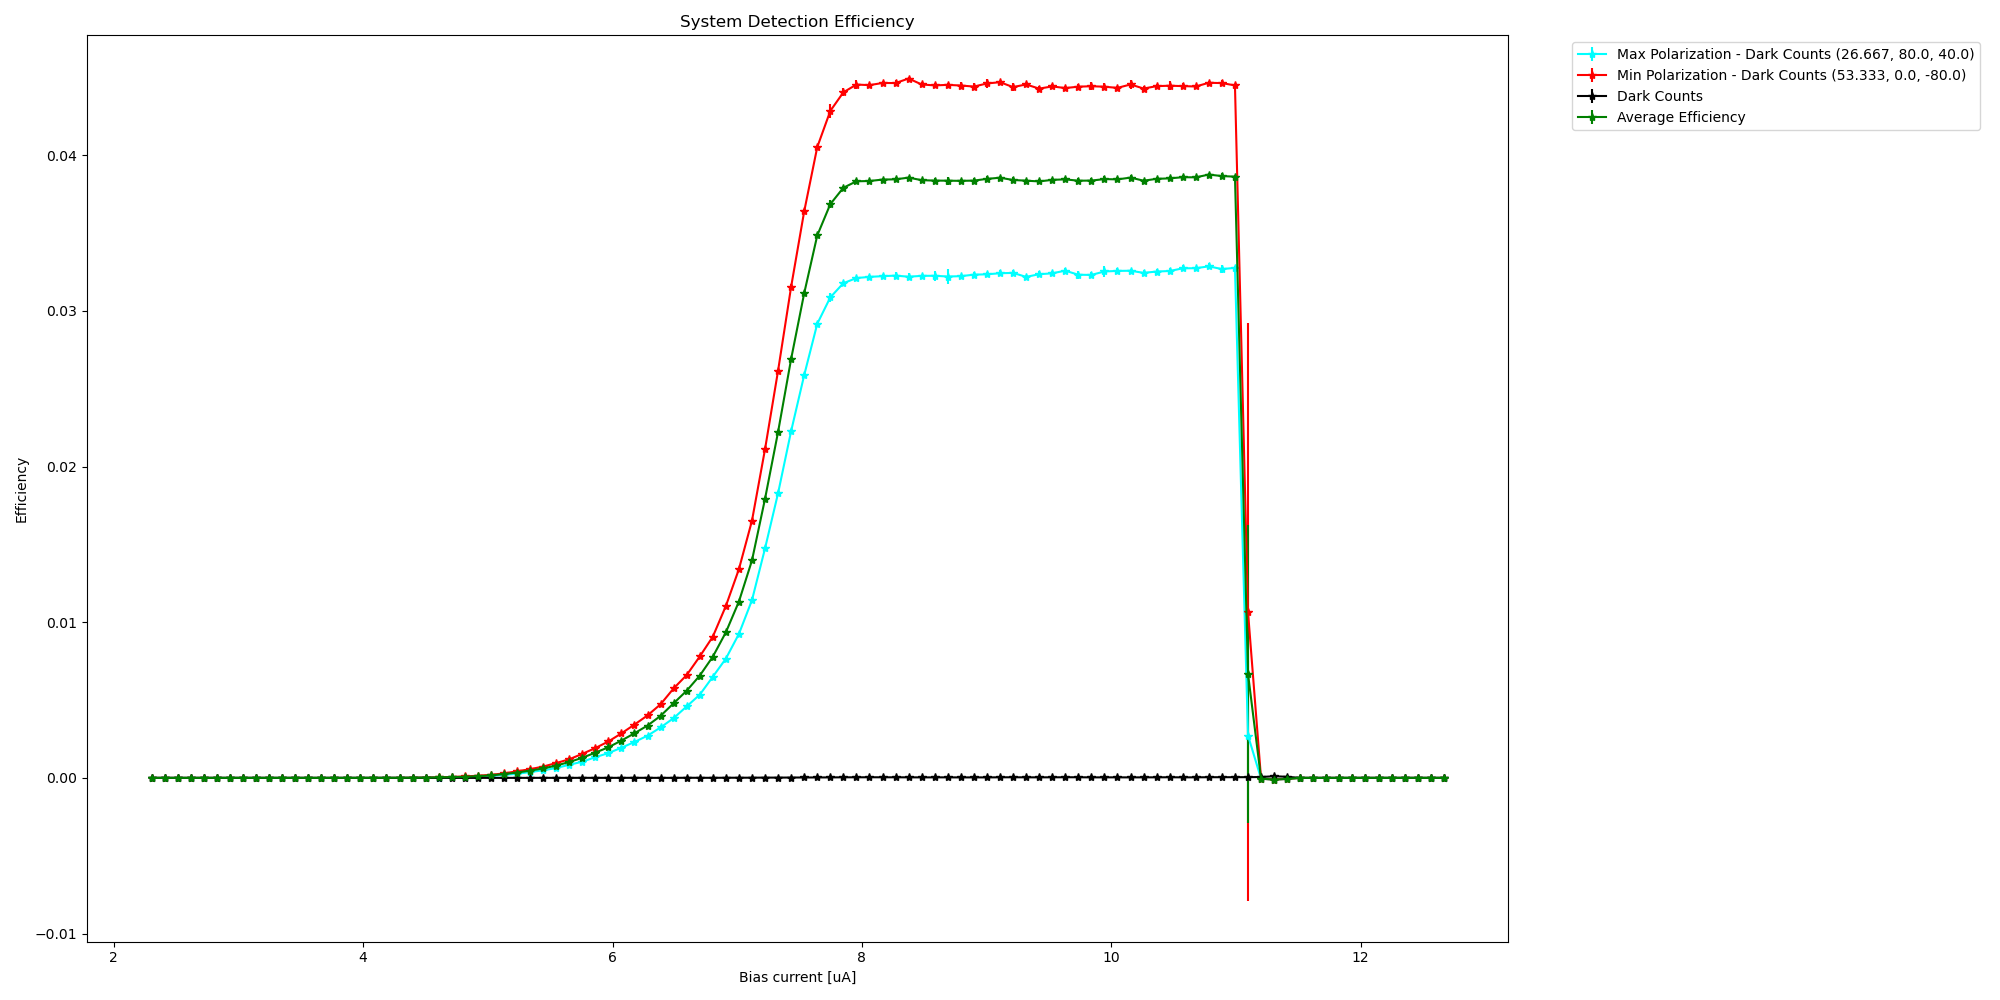 System Detection Efficiency
Max Polarization - Dark Counts (26.667, 80.0, 40.0)
Min Polarization - Dark Counts (53.333, 0.0, -80.0)
Dark Counts
Average Efficiency
Efficiency
0.04
0.03
0.02
0.01
0.00
−0.01
2 4 6 8 10 12
Bias current [uA]